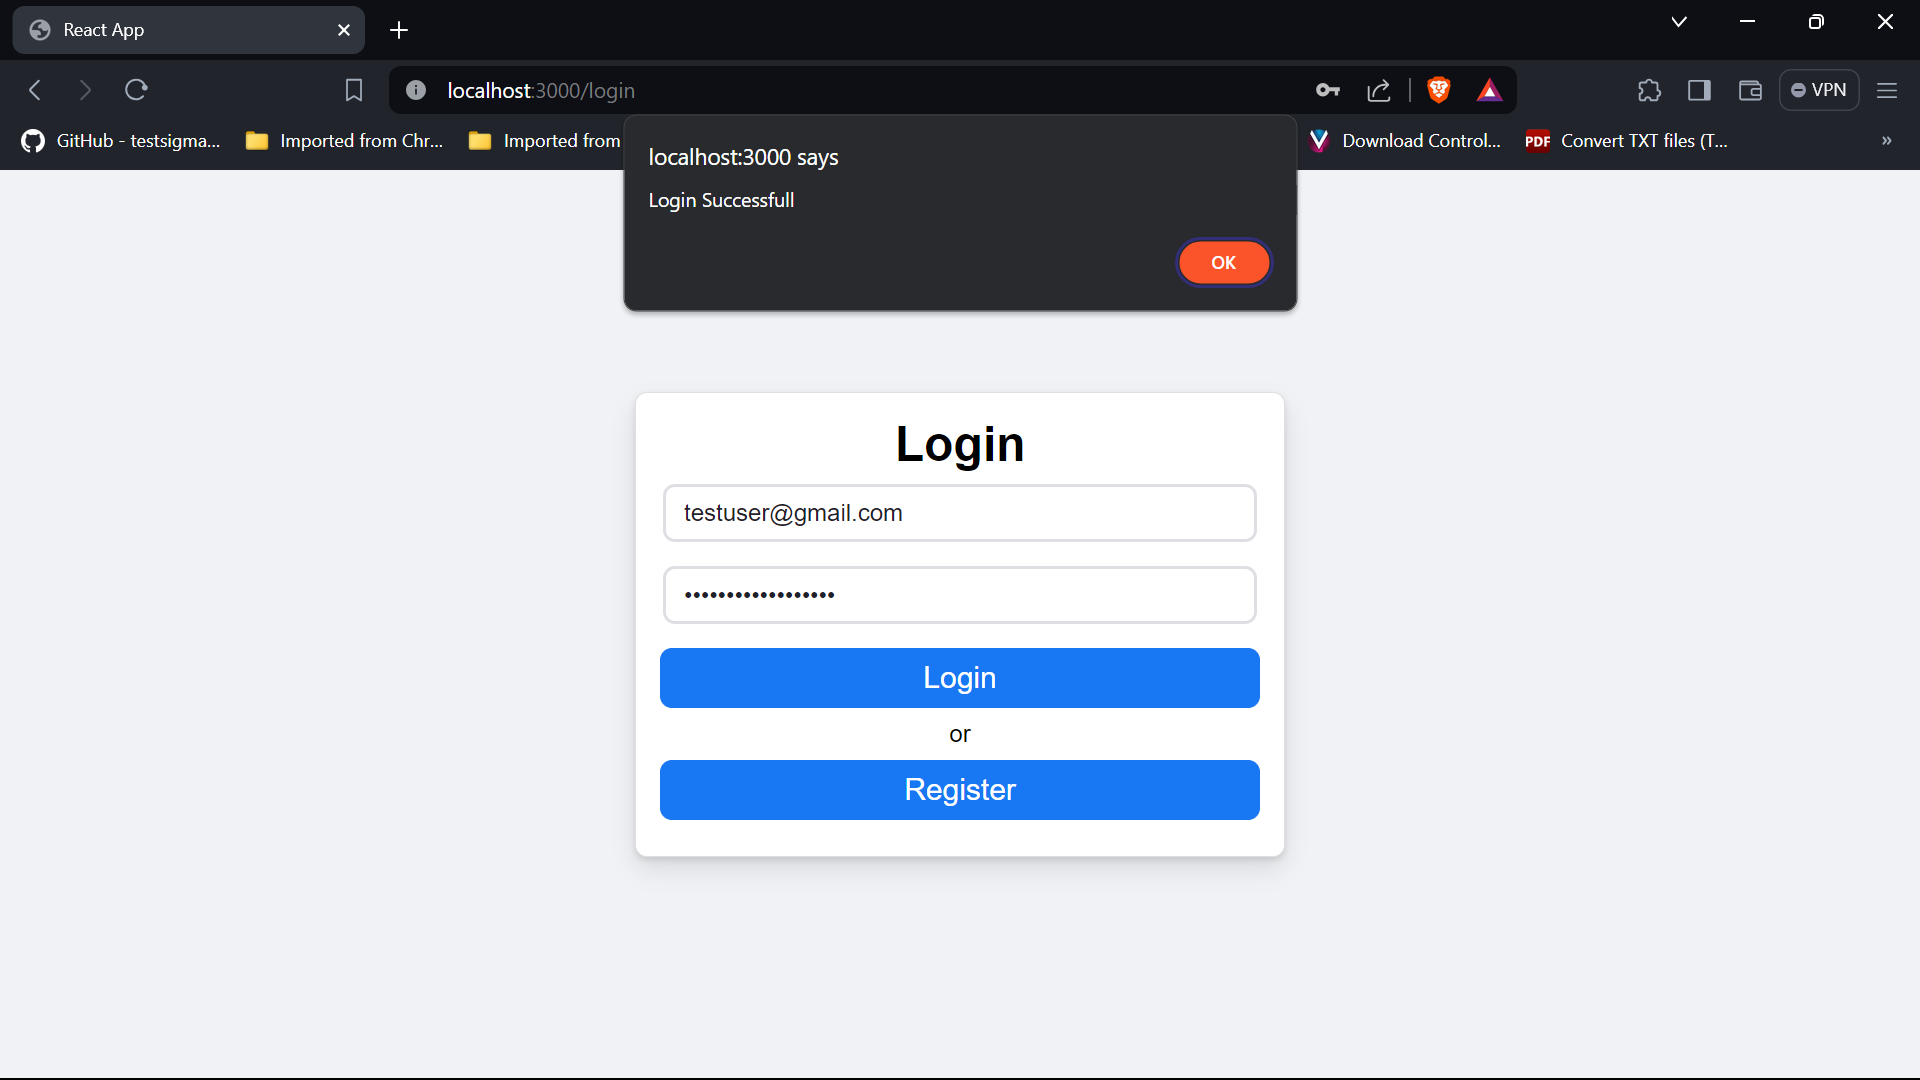 React App
localhost:3000/login
VPN
GitHub - testsigma...
Imported from Chr...
Imported from
Download Control...
PDF
Convert TXT files (T...
»
localhost:3000 says
Login Successfull
OK
Login
testuser@gmail.com
••••••••••••••••••
Login
or
Register